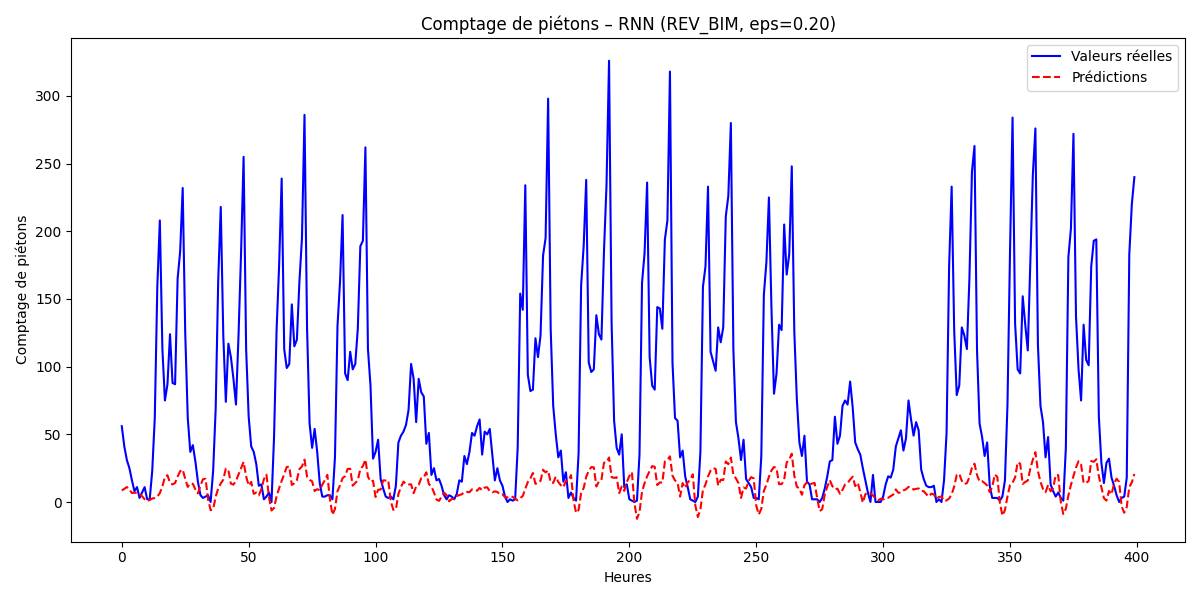 Comptage de piétons – RNN (REV_BIM, eps=0.20)
Valeurs réelles
Prédictions
Comptage de piétons
300
250
200
150
100
50
0
0 50 100 150 200 250 300 350 400
Heures